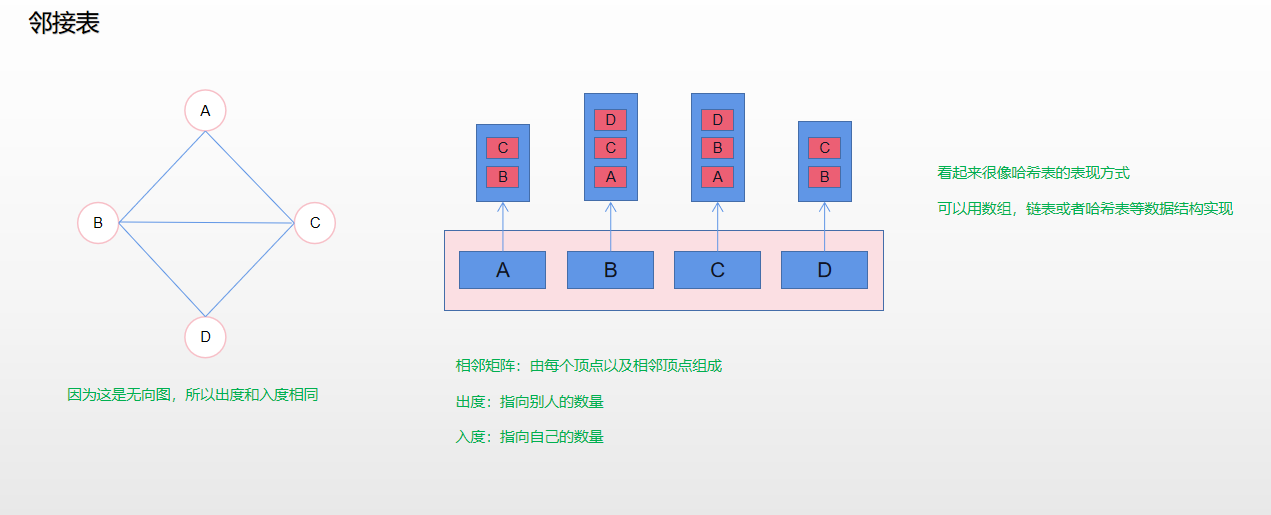 邻接表
A
B
C
D
因为这是无向图，所以出度和入度相同
C
B
D
C
A
D
B
A
C
B
A
B
C
D
相邻矩阵：由每个顶点以及相邻顶点组成
出度：指向别人的数量
入度：指向自己的数量
看起来很像哈希表的表现方式
可以用数组，链表或者哈希表等数据结构实现